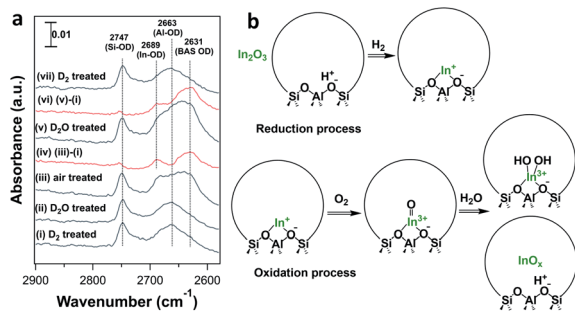 a
0.01
2747
(Si-OD)
2689
(In-OD)
2663
(Al-OD)
2631
(BAS OD)
(vii) D₂ treated
(vi) (v)-(i)
(v) D₂O treated
(iv) (iii)-(i)
(iii) air treated
(ii) D₂O treated
(i) D₂ treated
Absorbance (a.u.)
2900 2800 2700 2600
Wavenumber (cm⁻¹)
b
In₂O₃
H⁺
O O⁻
Si Al Si
H₂
In⁺
O O⁻
Si Al Si
Reduction process
In⁺
O O⁻
Si Al Si
O₂
O
In³⁺
O O⁻
Si Al Si
H₂O
HO OH
In³⁺
O O⁻
Si Al Si
InOₓ
H⁺
O O⁻
Si Al Si
Oxidation process